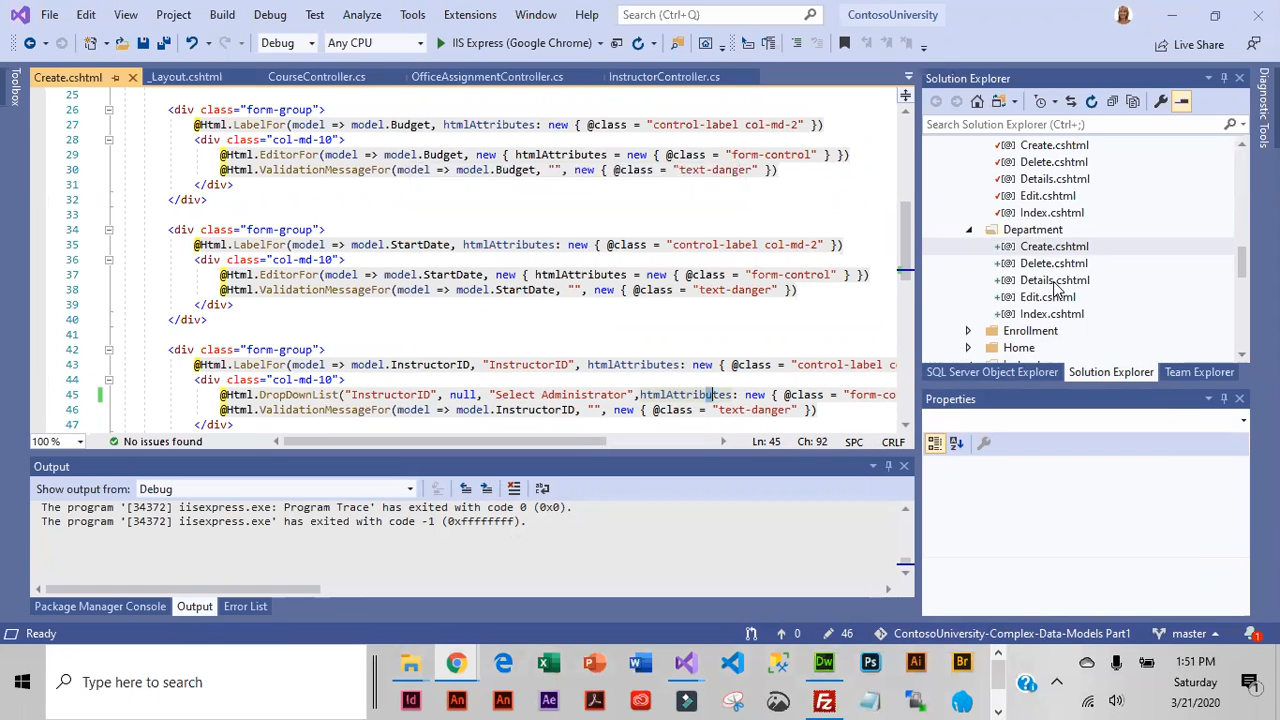 File Edit View Project Build Debug Test Analyze Tools Extensions Window Help Search (Ctrl+Q) ContosoUniversity
Debug Any CPU IIS Express (Google Chrome) Live Share
Toolbox
Create.cshtml _Layout.cshtml CourseController.cs OfficeAssignmentController.cs InstructorController.cs
25
26 <div class="form-group">
27 @Html.LabelFor(model => model.Budget, htmlAttributes: new { @class = "control-label col-md-2" })
28 <div class="col-md-10">
29 @Html.EditorFor(model => model.Budget, new { htmlAttributes = new { @class = "form-control" } })
30 @Html.ValidationMessageFor(model => model.Budget, "", new { @class = "text-danger" })
31 </div>
32 </div>
33
34 <div class="form-group">
35 @Html.LabelFor(model => model.StartDate, htmlAttributes: new { @class = "control-label col-md-2" })
36 <div class="col-md-10">
37 @Html.EditorFor(model => model.StartDate, new { htmlAttributes = new { @class = "form-control" } })
38 @Html.ValidationMessageFor(model => model.StartDate, "", new { @class = "text-danger" })
39 </div>
40 </div>
41
42 <div class="form-group">
43 @Html.LabelFor(model => model.InstructorID, "InstructorID", htmlAttributes: new { @class = "control-label c
44 <div class="col-md-10">
45 @Html.DropDownList("InstructorID", null, "Select Administrator",htmlAttributes: new { @class = "form-co
46 @Html.ValidationMessageFor(model => model.InstructorID, "", new { @class = "text-danger" })
47 </div>
100 % No issues found Ln: 45 Ch: 92 SPC CRLF
Output
Show output from: Debug
The program '[34372] iisexpress.exe: Program Trace' has exited with code 0 (0x0).
The program '[34372] iisexpress.exe' has exited with code -1 (0xffffffff).
Package Manager Console Output Error List
Solution Explorer
Search Solution Explorer (Ctrl+;)
Create.cshtml
Delete.cshtml
Details.cshtml
Edit.cshtml
Index.cshtml
Department
Create.cshtml
Delete.cshtml
Details.cshtml
Edit.cshtml
Index.cshtml
Enrollment
Home
SQL Server Object Explorer Solution Explorer Team Explorer
Properties
Diagnostic Tools
Ready 0 46 ContosoUniversity-Complex-Data-Models Part1 master 1
Type here to search
Dw Ps Ai Br
Id An An Ae Fz
1:51 PM
Saturday
3/21/2020
1